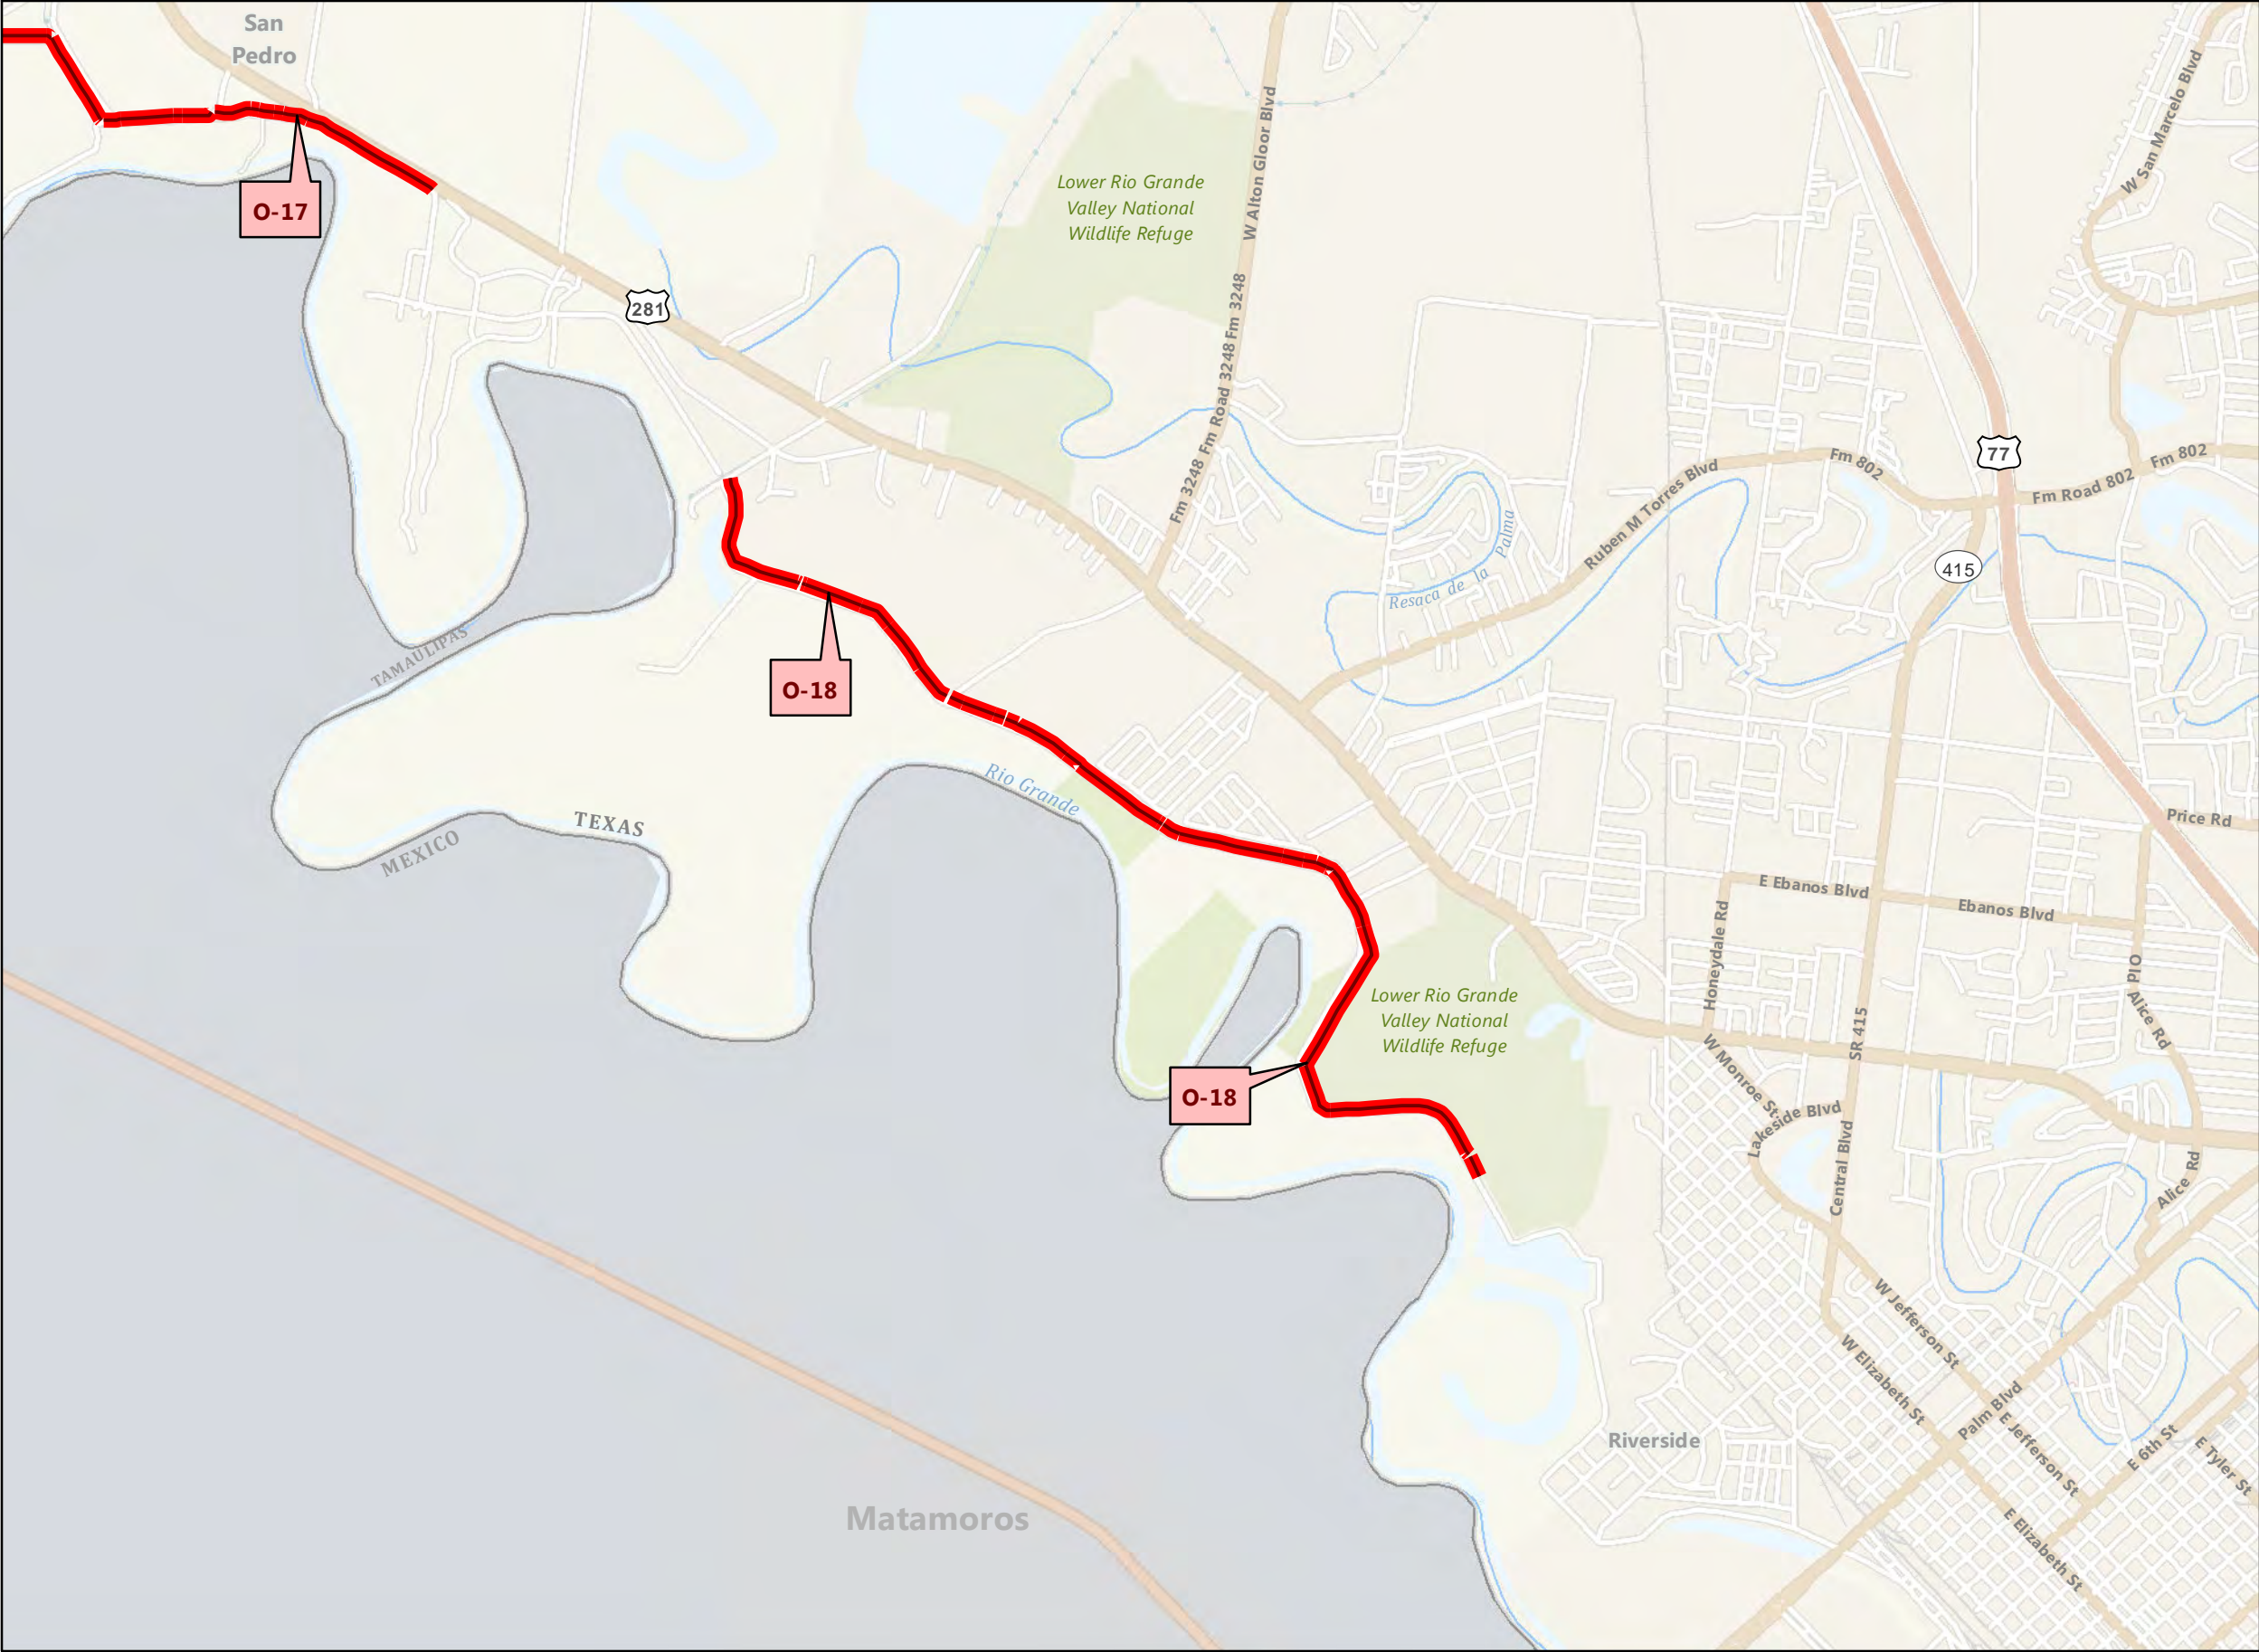 San
Pedro
W San Marcelo Blvd
O-17
Lower Rio Grande
Valley National
Wildlife Refuge
W Alton Gloor Blvd
281
Fm 3248 Fm Road 3248 Fm 3248
77
Fm 802
Fm Road 802
Fm 802
Ruben M Torres Blvd
Resaca de la Palma
415
TAMAULIPAS
O-18
Rio Grande
TEXAS
MEXICO
Price Rd
E Ebanos Blvd
Ebanos Blvd
Honeydale Rd
Old Alice Rd
Lower Rio Grande
Valley National
Wildlife Refuge
SR 415
W Monroe St
O-18
Lakeside Blvd
Central Blvd
Alice Rd
W Jefferson St
W Elizabeth St
Palm Blvd
E Jefferson St
E 6th St
E Tyler St
Riverside
Matamoros
E Elizabeth St